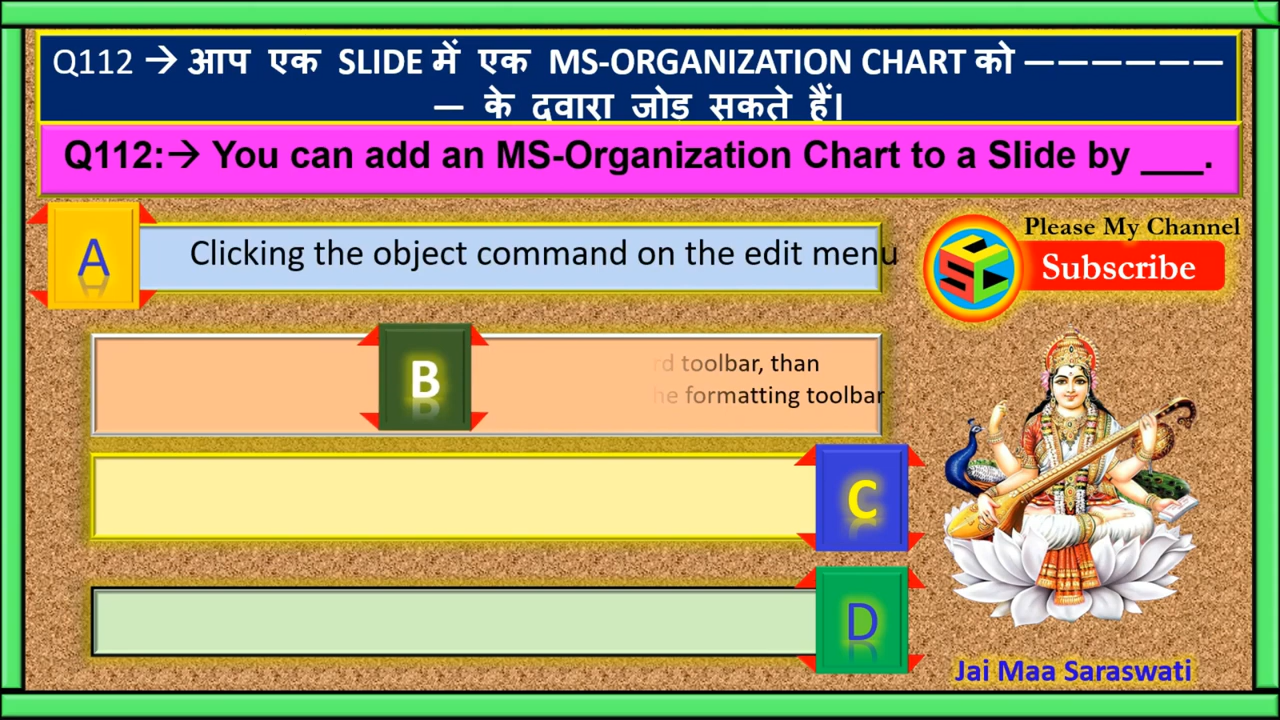 Q112 → आप एक SLIDE में एक MS-ORGANIZATION CHART को ——————
— के दवारा जोड सकते हैं।
Q112:→ You can add an MS-Organization Chart to a Slide by ___.
A
Clicking the object command on the edit menu
Please My Channel
Subscribe
B
toolbar, than
formatting toolbar
C
D
Jai Maa Saraswati